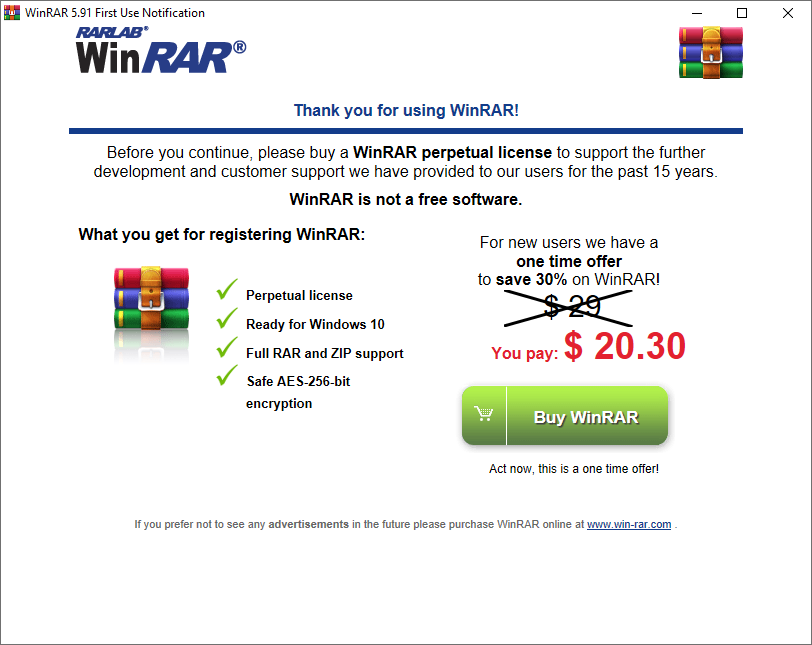 WinRAR 5.91 First Use Notification
RARLAB®
WinRAR®
Thank you for using WinRAR!
Before you continue, please buy a WinRAR perpetual license to support the further
development and customer support we have provided to our users for the past 15 years.
WinRAR is not a free software.
What you get for registering WinRAR:
Perpetual license
Ready for Windows 10
Full RAR and ZIP support
Safe AES-256-bit
encryption
For new users we have a
one time offer
to save 30% on WinRAR!
$ 29
You pay: $ 20.30
Buy WinRAR
Act now, this is a one time offer!
If you prefer not to see any advertisements in the future please purchase WinRAR online at www.win-rar.com .